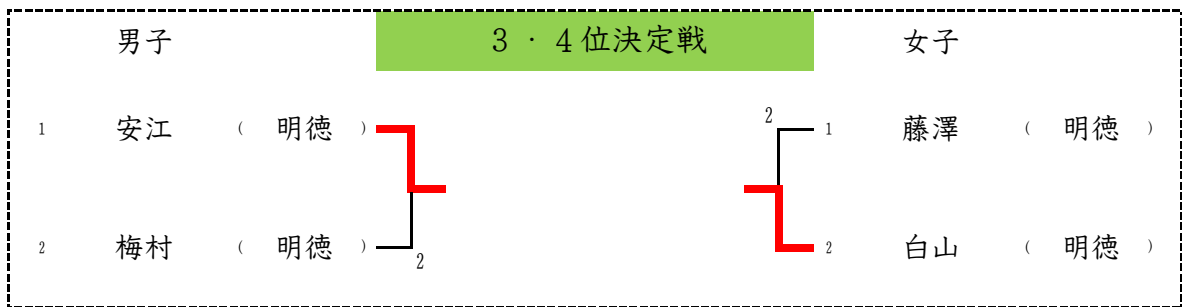 男子 3・4位決定戦 女子
1 安江 ( 明徳 ) 2 1 藤澤 ( 明徳 )
2 梅村 ( 明徳 ) 2 2 白山 ( 明徳 )